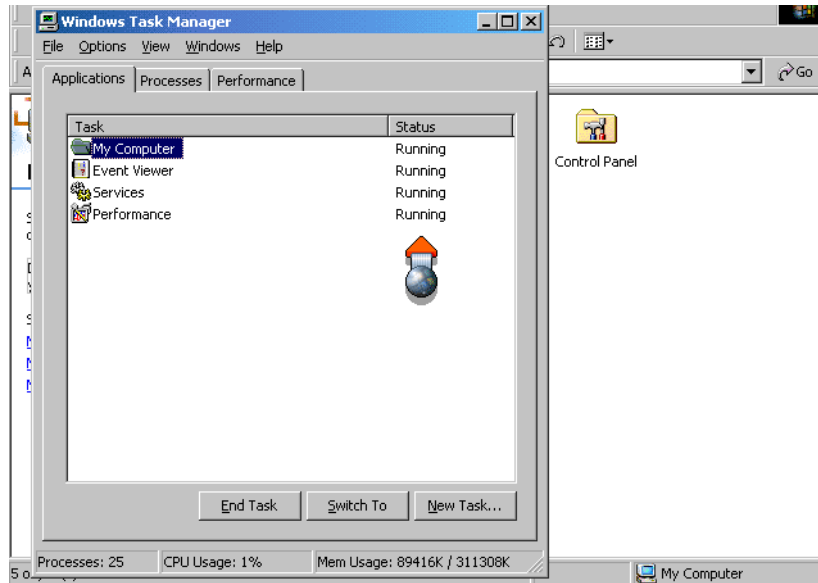 Windows Task Manager
File Options View Windows Help
A
Go
Applications Processes Performance
Task Status
My Computer Running
Event Viewer Running
Services Running
Performance Running
Control Panel
End Task Switch To New Task...
Processes: 25 CPU Usage: 1% Mem Usage: 89416K / 311308K
My Computer